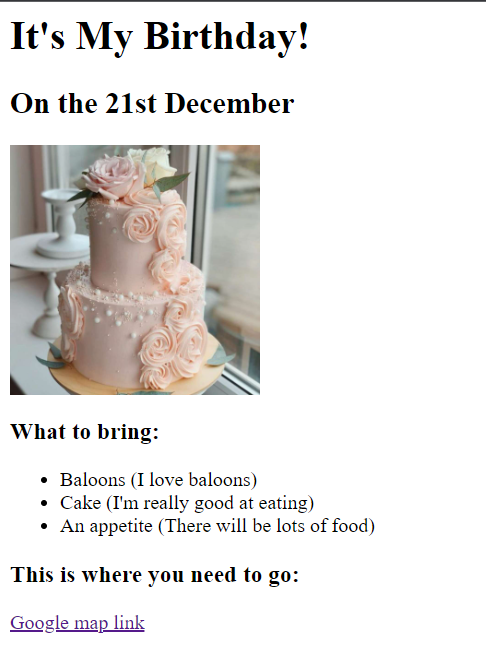 It's My Birthday!
On the 21st December
What to bring:
Baloons (I love baloons)
Cake (I'm really good at eating)
An appetite (There will be lots of food)
This is where you need to go:
Google map link